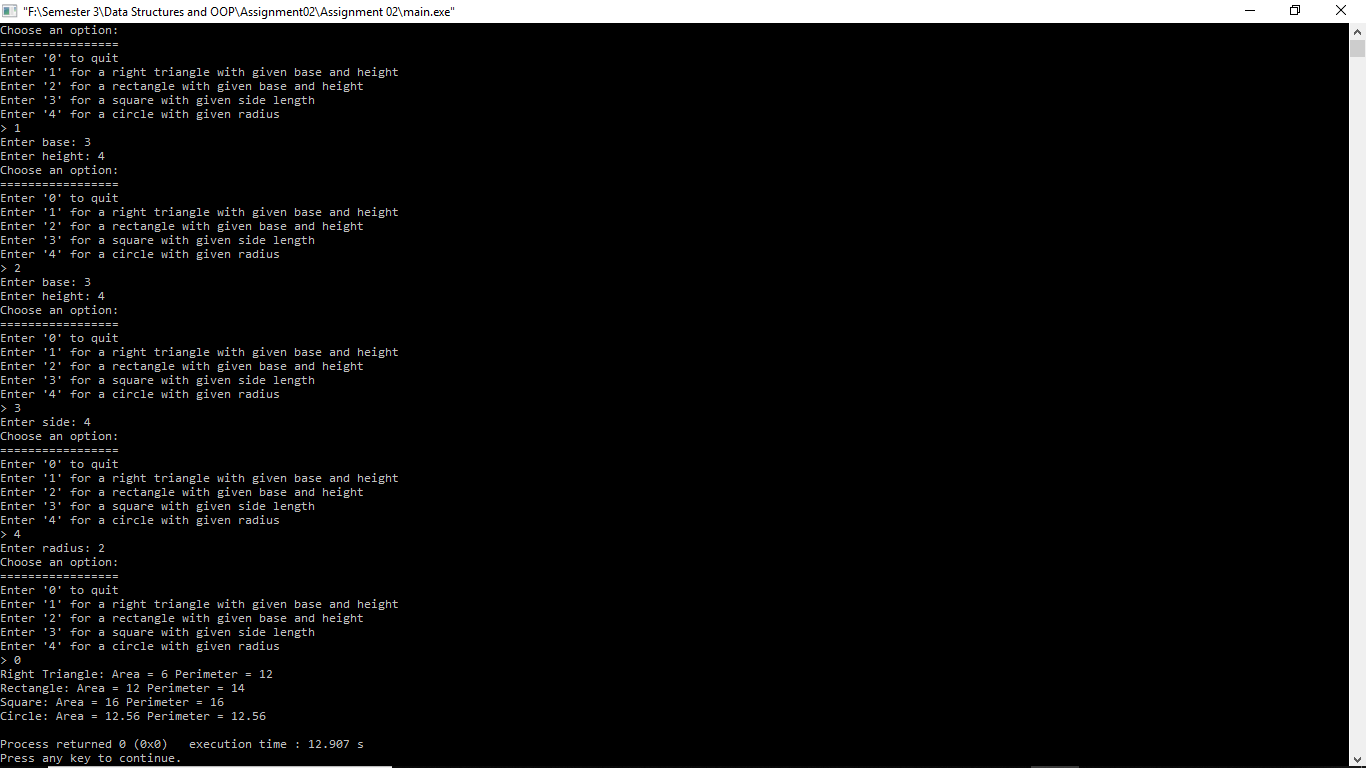 "F:\Semester 3\Data Structures and OOP\Assignment02\Assignment 02\main.exe"
Choose an option:
=================
Enter '0' to quit
Enter '1' for a right triangle with given base and height
Enter '2' for a rectangle with given base and height
Enter '3' for a square with given side length
Enter '4' for a circle with given radius
> 1
Enter base: 3
Enter height: 4
Choose an option:
=================
Enter '0' to quit
Enter '1' for a right triangle with given base and height
Enter '2' for a rectangle with given base and height
Enter '3' for a square with given side length
Enter '4' for a circle with given radius
> 2
Enter base: 3
Enter height: 4
Choose an option:
=================
Enter '0' to quit
Enter '1' for a right triangle with given base and height
Enter '2' for a rectangle with given base and height
Enter '3' for a square with given side length
Enter '4' for a circle with given radius
> 3
Enter side: 4
Choose an option:
=================
Enter '0' to quit
Enter '1' for a right triangle with given base and height
Enter '2' for a rectangle with given base and height
Enter '3' for a square with given side length
Enter '4' for a circle with given radius
> 4
Enter radius: 2
Choose an option:
=================
Enter '0' to quit
Enter '1' for a right triangle with given base and height
Enter '2' for a rectangle with given base and height
Enter '3' for a square with given side length
Enter '4' for a circle with given radius
> 0
Right Triangle: Area = 6 Perimeter = 12
Rectangle: Area = 12 Perimeter = 14
Square: Area = 16 Perimeter = 16
Circle: Area = 12.56 Perimeter = 12.56

Process returned 0 (0x0)   execution time : 12.907 s
Press any key to continue.